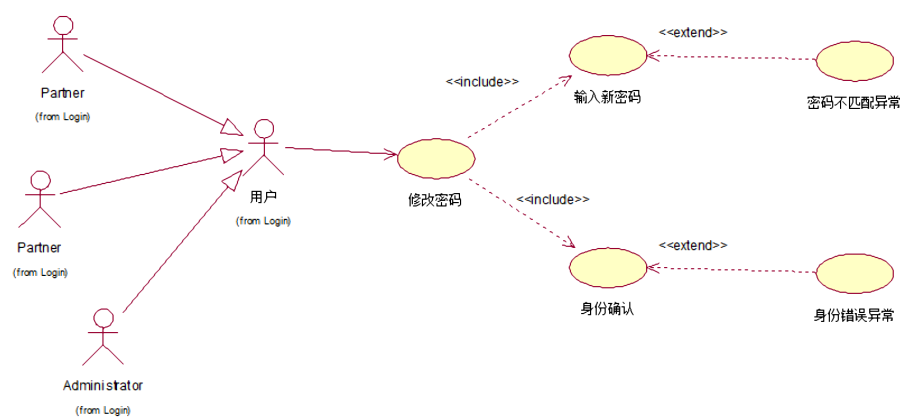 <<extend>>
<<include>>
Partner
(from Login)
输入新密码
密码不匹配异常
用户
(from Login)
修改密码
<<include>>
Partner
(from Login)
<<extend>>
身份确认
身份错误异常
Administrator
(from Login)